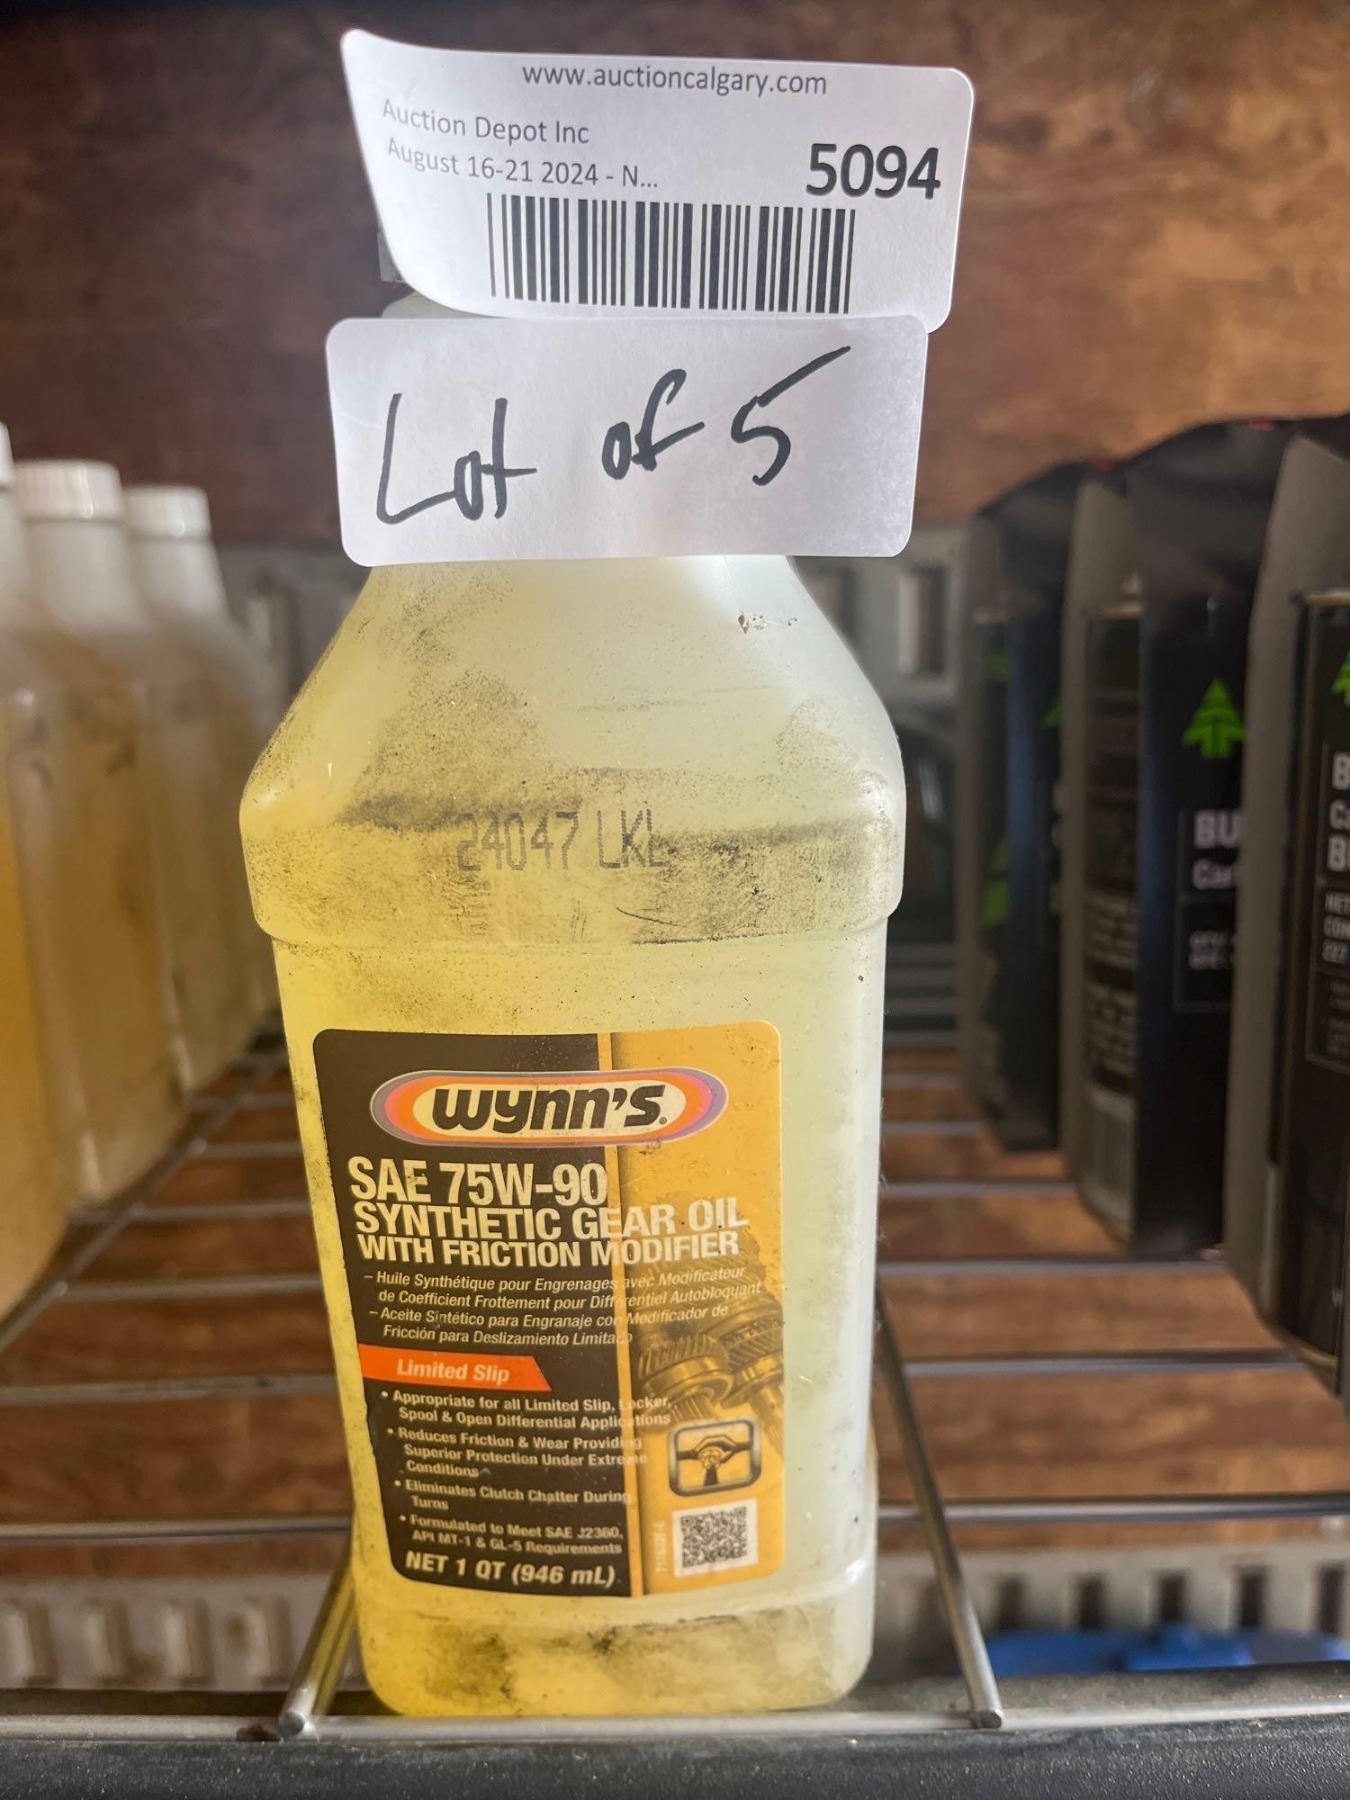 www.auctioncalgary.com
Auction Depot Inc
August 16-21 2024 - N...
5094
Lot of 5
24047 LKL
wynn's
SAE 75W-90
SYNTHETIC GEAR OIL
WITH FRICTION MODIFIER
– Huile Synthétique pour Engrenages avec Modificateur
de Coefficient Frottement pour Différentiel Autobloquant
– Aceite Sintético para Engranaje con Modificador de
Fricción para Deslizamiento Limitado
Limited Slip
• Appropriate for all Limited Slip, Locker,
Spool & Open Differential Applications
• Reduces Friction & Wear Providing
Superior Protection Under Extreme
Conditions
• Eliminates Clutch Chatter During
Turns
• Formulated to Meet SAE J2360,
API MT-1 & GL-5 Requirements
NET 1 QT (946 mL)
BU